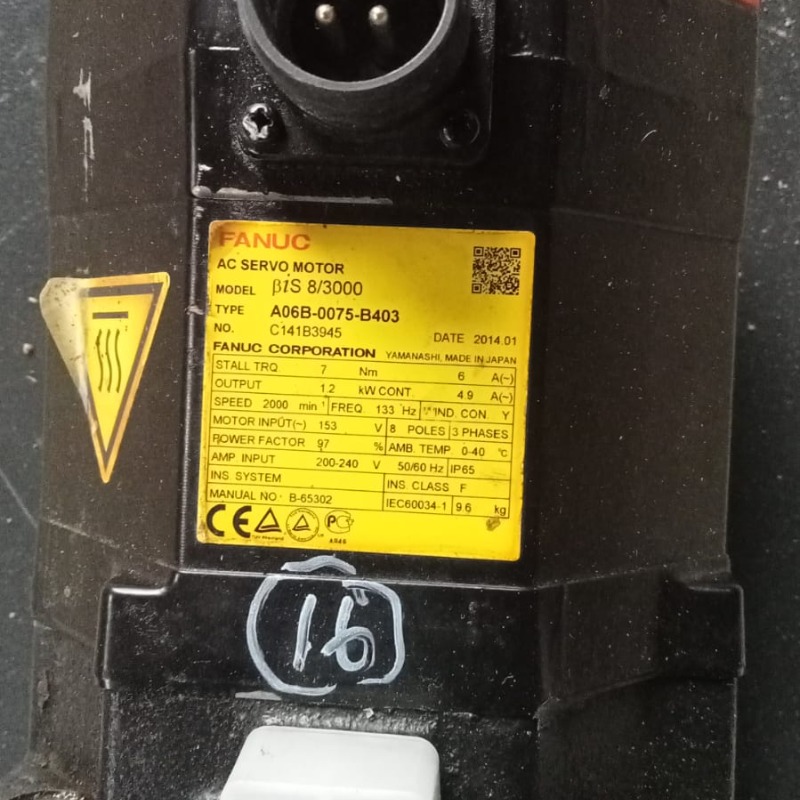 FANUC
AC SERVO MOTOR
MODEL βiS 8/3000
TYPE A06B-0075-B403
NO. C141B3945
DATE 2014.01
FANUC CORPORATION YAMANASHI, MADE IN JAPAN
STALL TRQ. 7 Nm 6 A(~)
OUTPUT 1.2 kW CONT. 4.9 A(~)
SPEED 2000 min⁻¹ FREQ. 133 Hz WIND. CON. Y
MOTOR INPUT(~) 153 V 8 POLES 3 PHASES
POWER FACTOR 97 % AMB. TEMP. 0-40 ℃
AMP INPUT 200-240 V 50/60 Hz IP65
INS. SYSTEM INS. CLASS F
MANUAL NO. B-65302 IEC60034-1 9.6 kg
CE
16